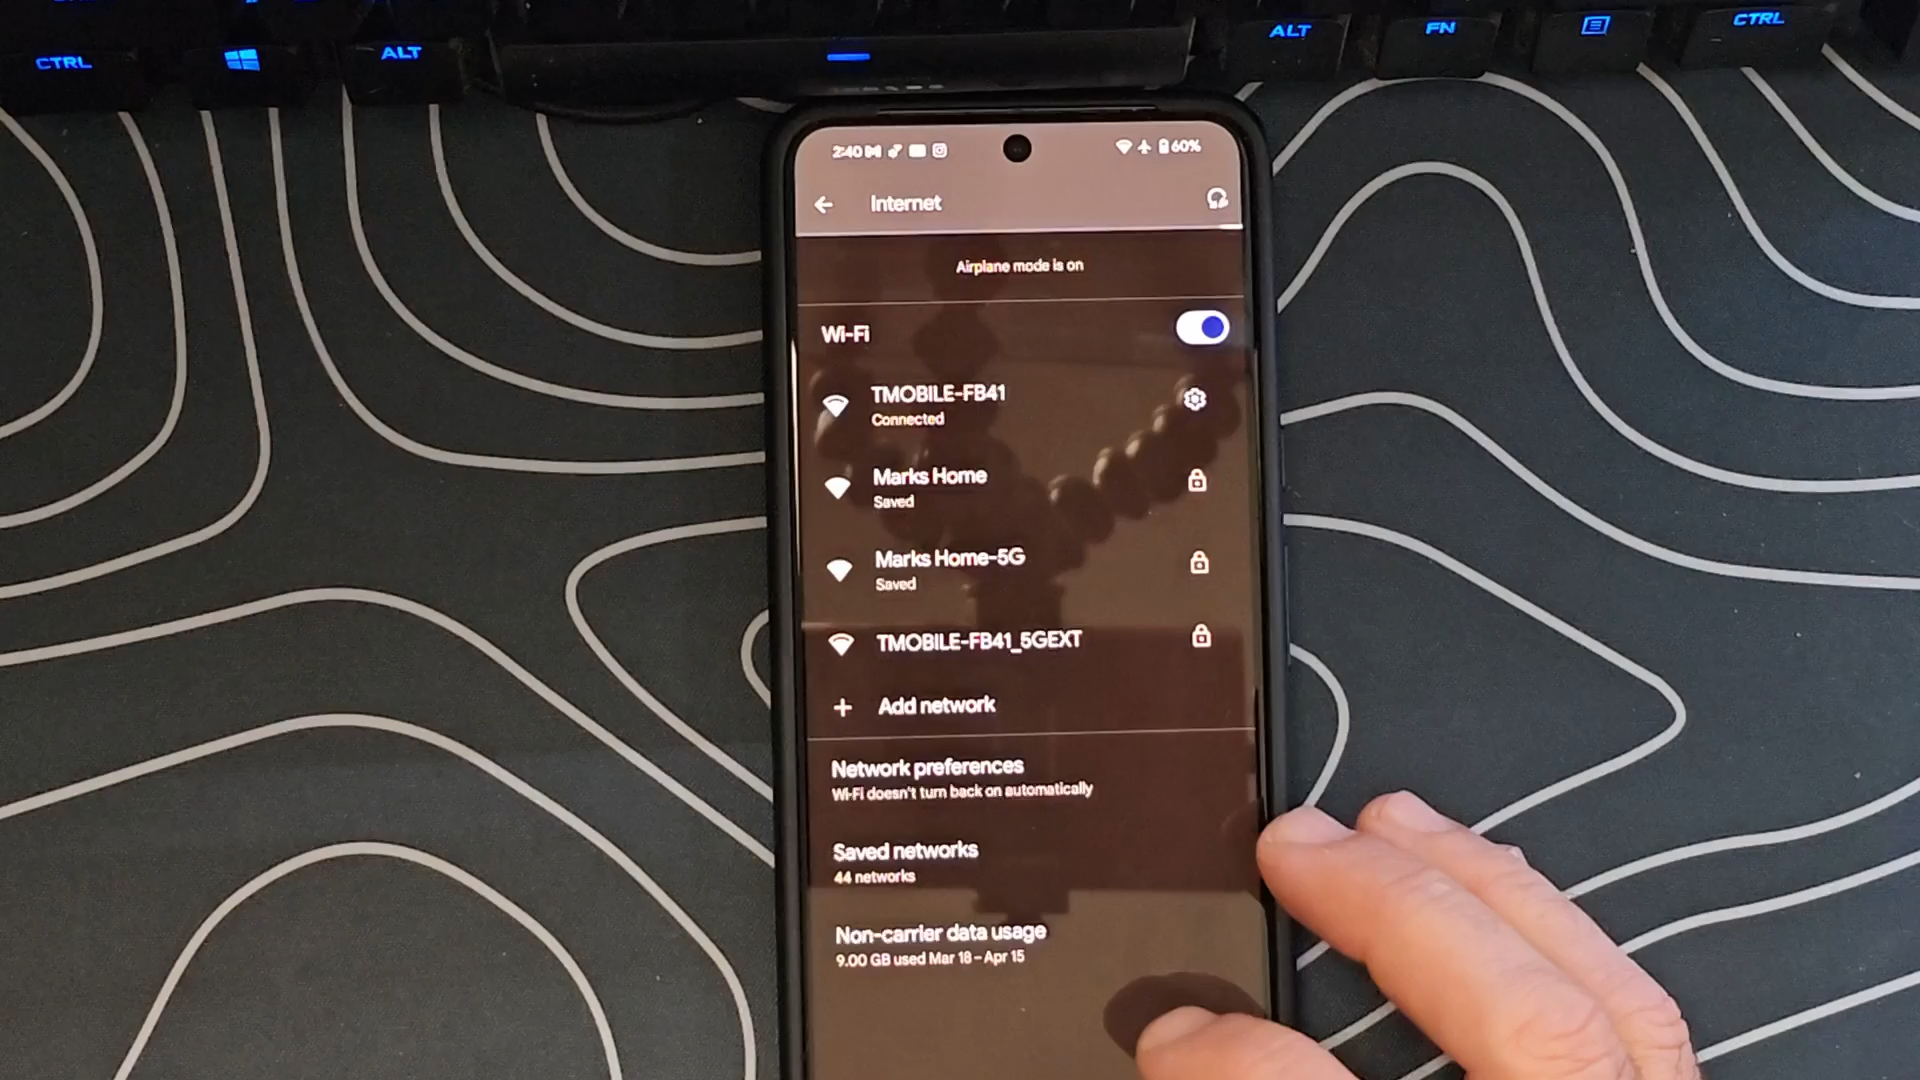 CTRL
ALT
ALT
FN
CTRL
2:40
60%
Internet
Airplane mode is on
Wi-Fi
TMOBILE-FB41
Connected
Marks Home
Saved
Marks Home-5G
Saved
TMOBILE-FB41_5GEXT
Add network
Network preferences
Wi-Fi doesn't turn back on automatically
Saved networks
44 networks
Non-carrier data usage
9.00 GB used Mar 18 – Apr 15